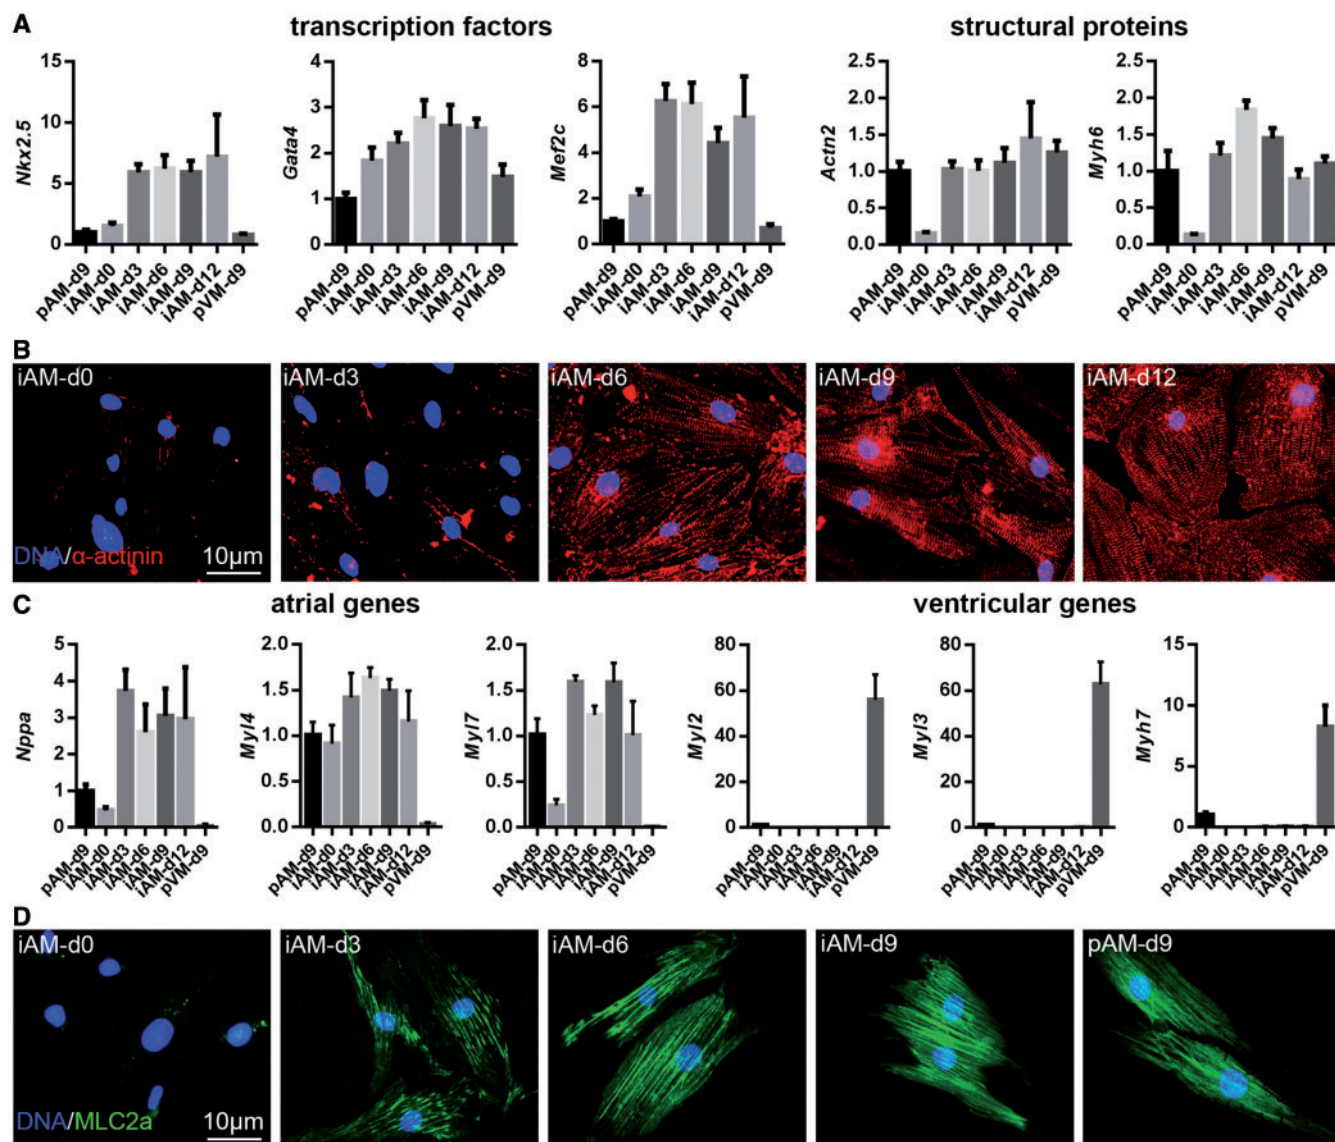 A
transcription factors
structural proteins
Nkx2.5
15
10
5
0
pAM-d9
iAM-d0
iAM-d3
iAM-d6
iAM-d9
iAM-d12
pVM-d9
Gata4
4
3
2
1
0
pAM-d9
iAM-d0
iAM-d3
iAM-d6
iAM-d9
iAM-d12
pVM-d9
Mef2c
8
6
4
2
0
pAM-d9
iAM-d0
iAM-d3
iAM-d6
iAM-d9
iAM-d12
pVM-d9
Actn2
2.5
2.0
1.5
1.0
0.5
0.0
pAM-d9
iAM-d0
iAM-d3
iAM-d6
iAM-d9
iAM-d12
pVM-d9
Myh6
2.5
2.0
1.5
1.0
0.5
0.0
pAM-d9
iAM-d0
iAM-d3
iAM-d6
iAM-d9
iAM-d12
pVM-d9
B
iAM-d0
DNA/α-actinin
10µm
iAM-d3
iAM-d6
iAM-d9
iAM-d12
C
atrial genes
ventricular genes
Nppa
5
4
3
2
1
0
pAM-d9
iAM-d0
iAM-d3
iAM-d6
iAM-d9
iAM-d12
pVM-d9
Myl4
2.0
1.5
1.0
0.5
0.0
pAM-d9
iAM-d0
iAM-d3
iAM-d6
iAM-d9
iAM-d12
pVM-d9
Myl7
2.0
1.5
1.0
0.5
0.0
pAM-d9
iAM-d0
iAM-d3
iAM-d6
iAM-d9
iAM-d12
pVM-d9
Myl2
80
60
40
20
0
pAM-d9
iAM-d0
iAM-d3
iAM-d6
iAM-d9
iAM-d12
pVM-d9
Myl3
80
60
40
20
0
pAM-d9
iAM-d0
iAM-d3
iAM-d6
iAM-d9
iAM-d12
pVM-d9
Myh7
15
10
5
0
pAM-d9
iAM-d0
iAM-d3
iAM-d6
iAM-d9
iAM-d12
pVM-d9
D
iAM-d0
DNA/MLC2a
10µm
iAM-d3
iAM-d6
iAM-d9
pAM-d9